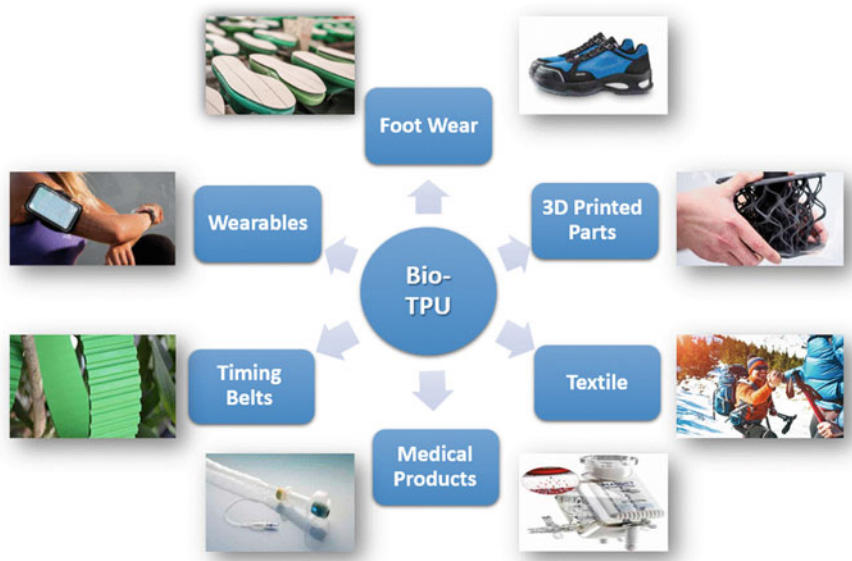 Foot Wear
Wearables
3D Printed
Parts
Bio-
TPU
Timing
Belts
Textile
Medical
Products